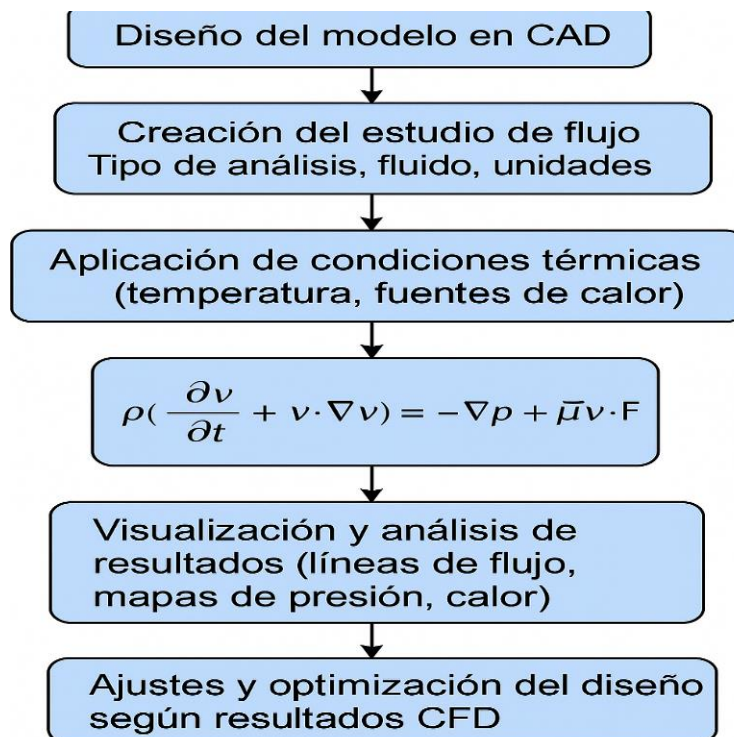 Diseño del modelo en CAD
Creación del estudio de flujo
Tipo de análisis, fluido, unidades
Aplicación de condiciones térmicas
(temperatura, fuentes de calor)
ρ( ∂ν/∂t + ν·∇ν) = −∇p + μ̄ν·F
Visualización y análisis de
resultados (líneas de flujo,
mapas de presión, calor)
Ajustes y optimización del diseño
según resultados CFD